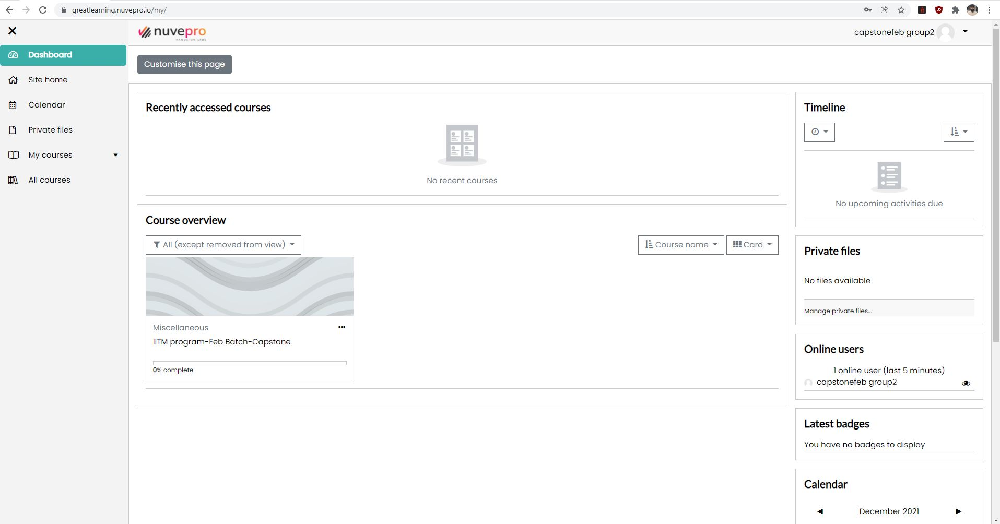 greatlearning.nuvepro.io/my/
nuvepro
HANDS-ON LABS
capstonefeb group2
Dashboard
Site home
Calendar
Private files
My courses
All courses
Customise this page
Recently accessed courses
No recent courses
Course overview
All (except removed from view)
Course name
Card
Miscellaneous
IITM program-Feb Batch-Capstone
0% complete
Timeline
No upcoming activities due
Private files
No files available
Manage private files...
Online users
1 online user (last 5 minutes)
capstonefeb group2
Latest badges
You have no badges to display
Calendar
December 2021